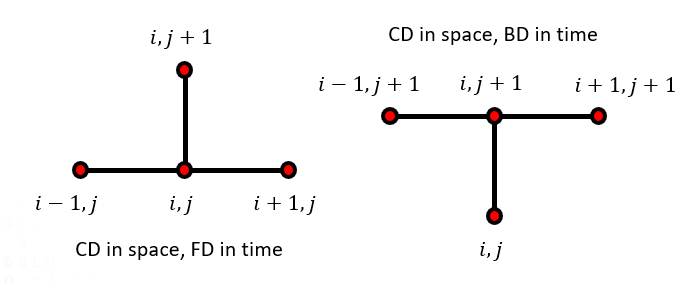 i, j + 1
i − 1, j
i, j
i + 1, j
CD in space, FD in time
CD in space, BD in time
i − 1, j + 1
i, j + 1
i + 1, j + 1
i, j